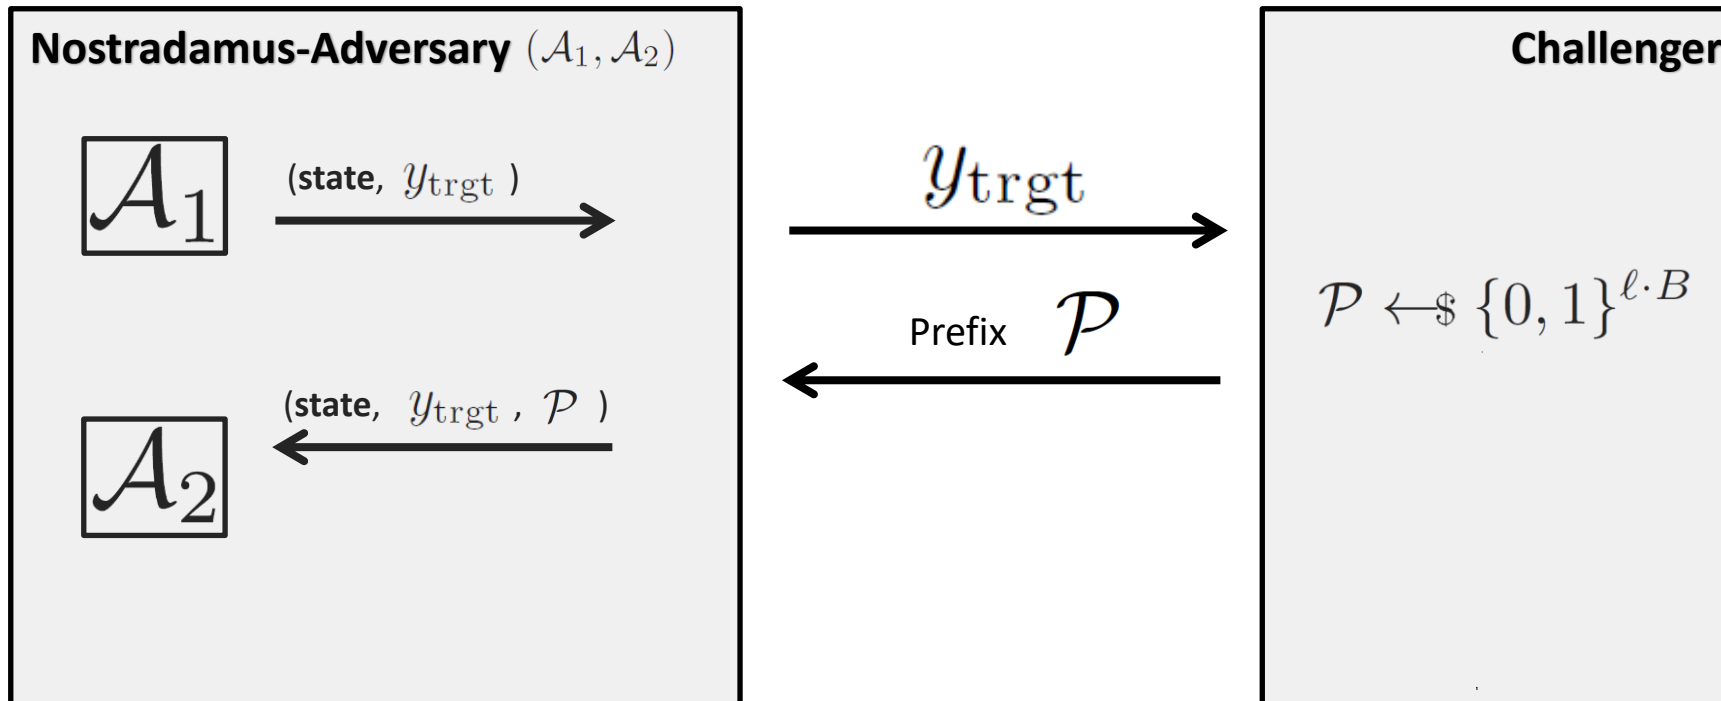 Nostradamus-Adversary (𝒜₁, 𝒜₂)
𝒜₁
(state, y_trgt )
(state, y_trgt , 𝒫 )
𝒜₂
y_trgt
Prefix 𝒫
Challenger
𝒫 ←$ {0, 1}^{ℓ·B}